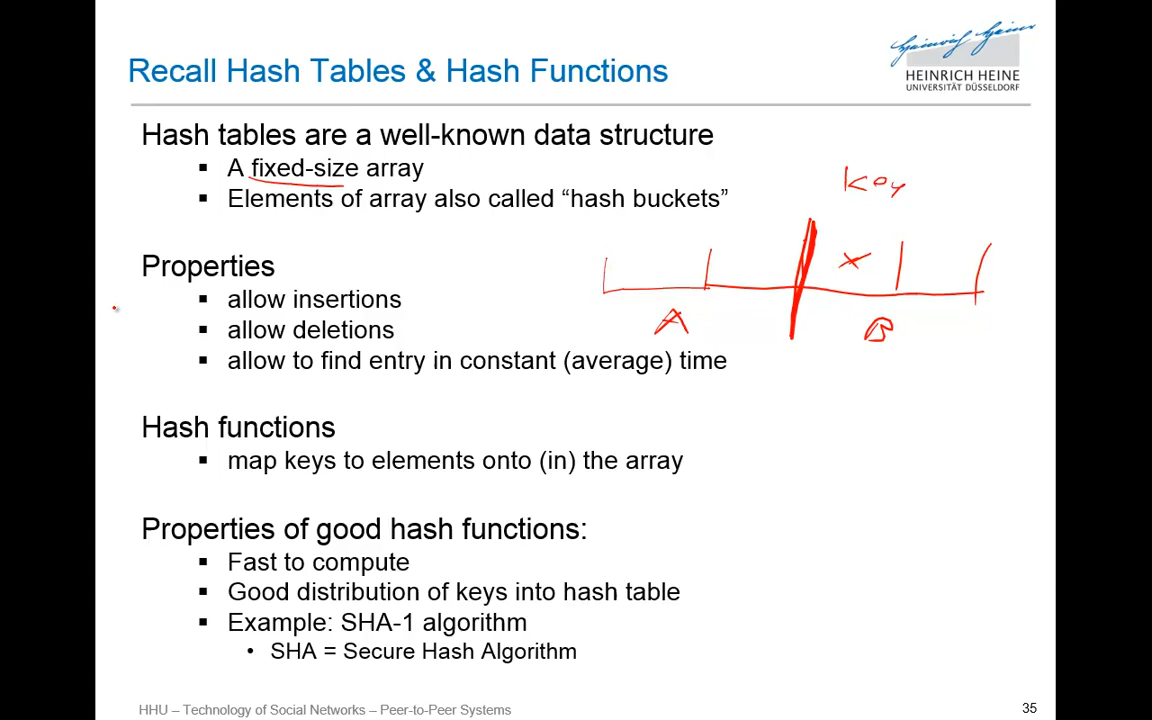 Heinrich Heine
HEINRICH HEINE
UNIVERSITÄT DÜSSELDORF
Recall Hash Tables & Hash Functions
Hash tables are a well-known data structure
▪ A fixed-size array
▪ Elements of array also called “hash buckets”
Key
Properties
▪ allow insertions
▪ allow deletions
▪ allow to find entry in constant (average) time
x
A
B
Hash functions
▪ map keys to elements onto (in) the array
Properties of good hash functions:
▪ Fast to compute
▪ Good distribution of keys into hash table
▪ Example: SHA-1 algorithm
• SHA = Secure Hash Algorithm
HHU – Technology of Social Networks – Peer-to-Peer Systems
35